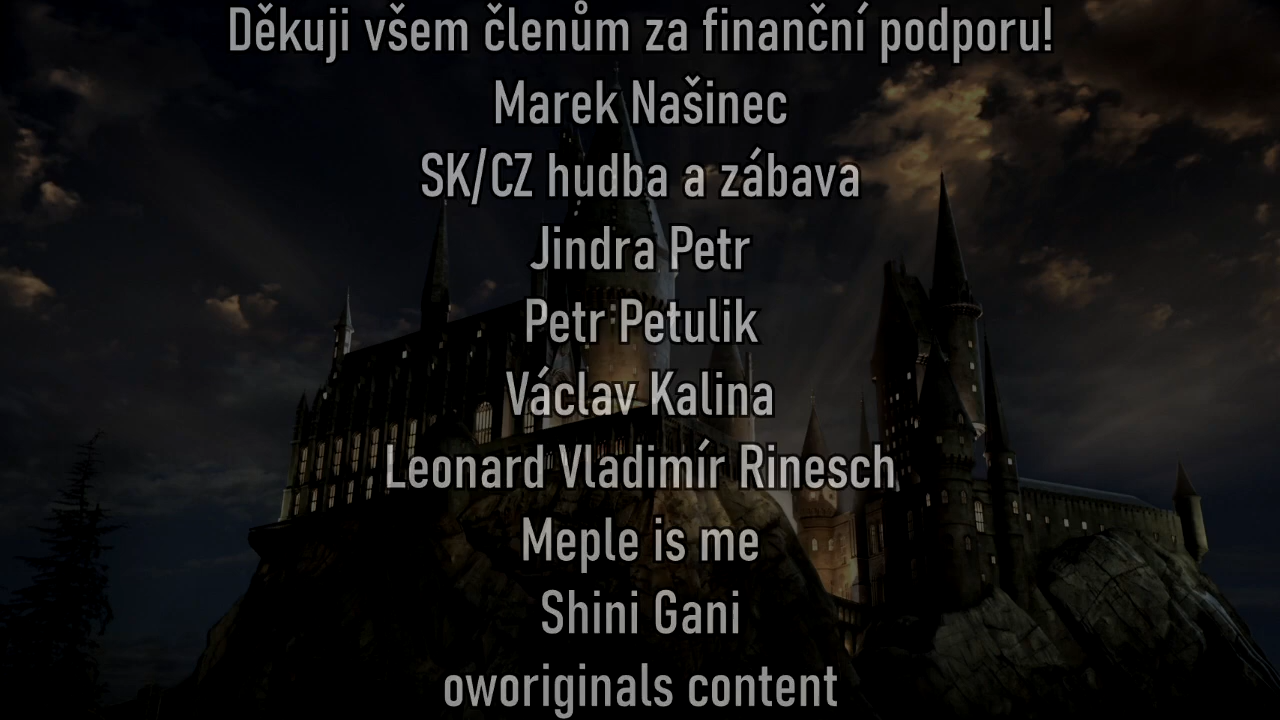 Děkuji všem členům za finanční podporu!
Marek Našinec
SK/CZ hudba a zábava
Jindra Petr
Petr Petulik
Václav Kalina
Leonard Vladimír Rinesch
Meple is me
Shini Gani
oworiginals content